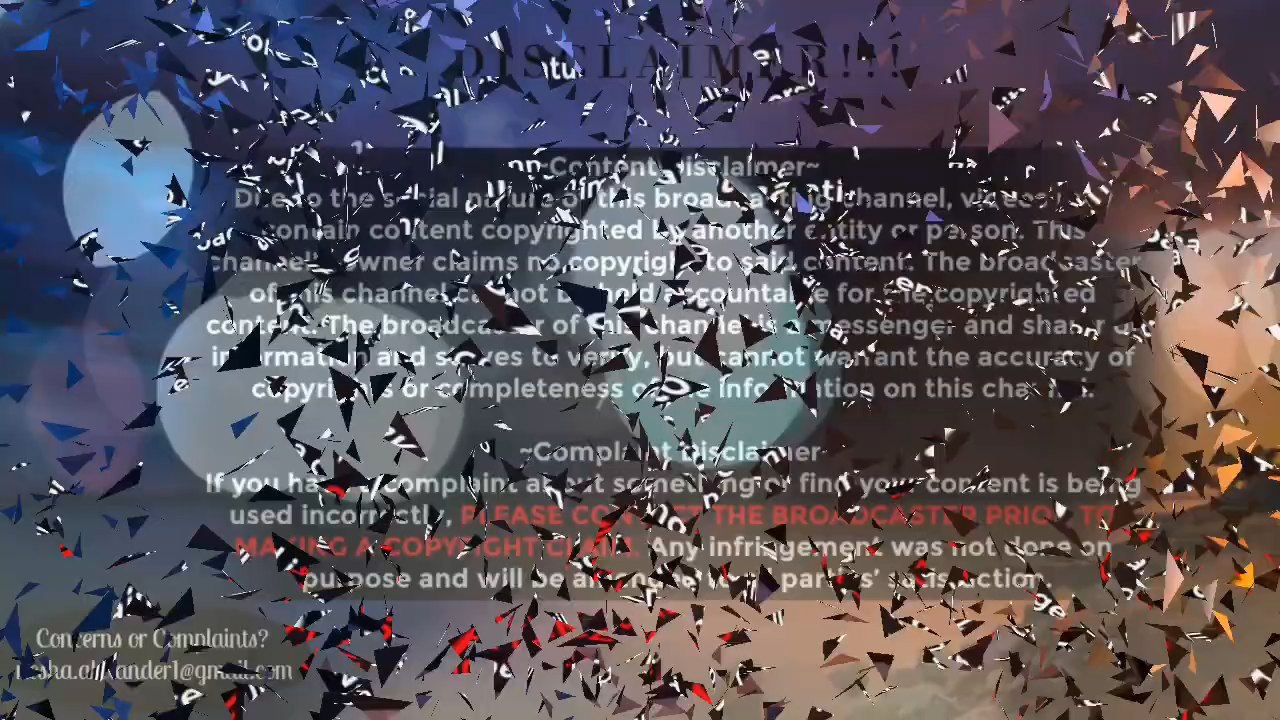 DISCLAIMER!!!
~Content Disclaimer~
Due to the social nature of this broadcasting channel, videos
contain content copyrighted by another entity or person. This
channel's owner claims no copyright to said content. The broadcaster
of this channel cannot be held accountable for the copyrighted
content. The broadcaster of this channel is a messenger and sharer of
information and strives to verify, but cannot warrant the accuracy of
copyrights or completeness of the information on this channel.
~Complaint Disclaimer~
If you have a complaint about something or find your content is being
used incorrectly, PLEASE CONTACT THE BROADCASTER PRIOR TO
MAKING A COPYRIGHT CLAIM. Any infringement was not done on
purpose and will be to parties' satisfaction.
Concerns or Complaints?